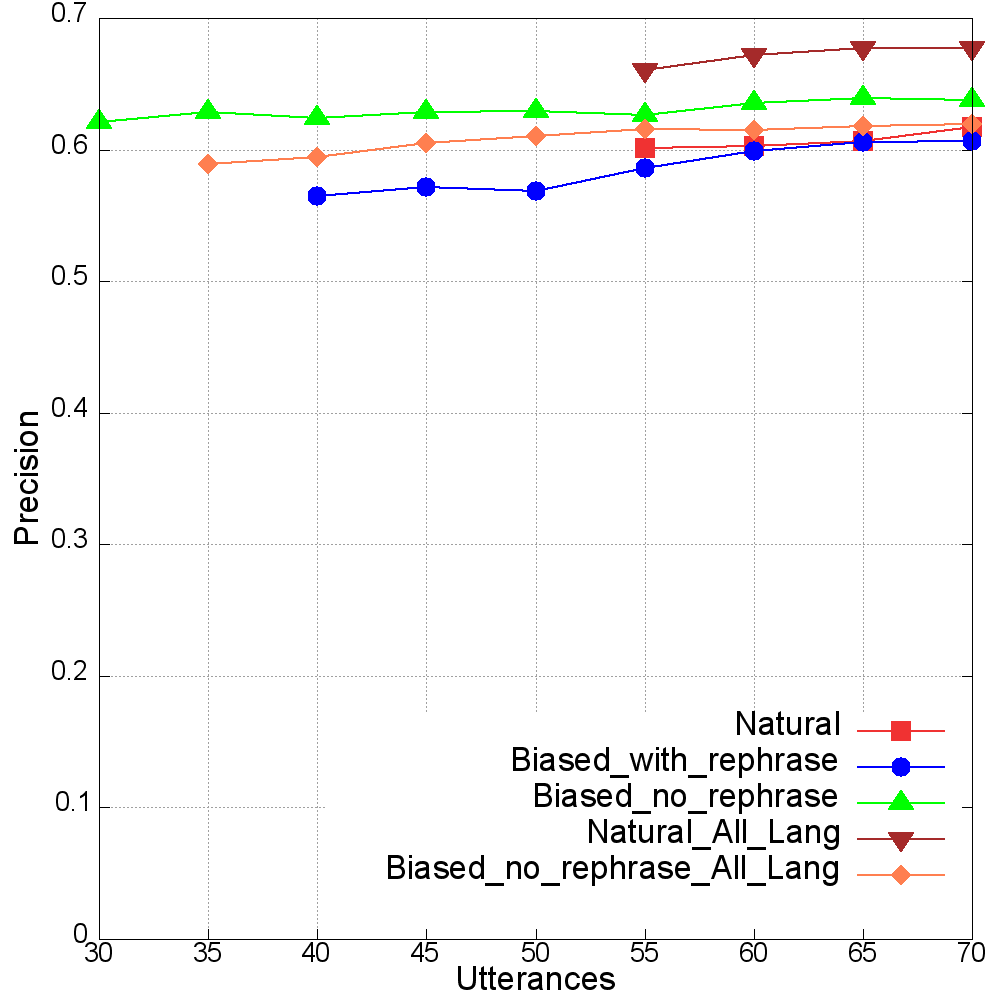 0.7
0.6
0.5
0.4
0.3
0.2
0.1
0
Precision
Natural
Biased_with_rephrase
Biased_no_rephrase
Natural_All_Lang
Biased_no_rephrase_All_Lang
30 35 40 45 50 55 60 65 70
Utterances